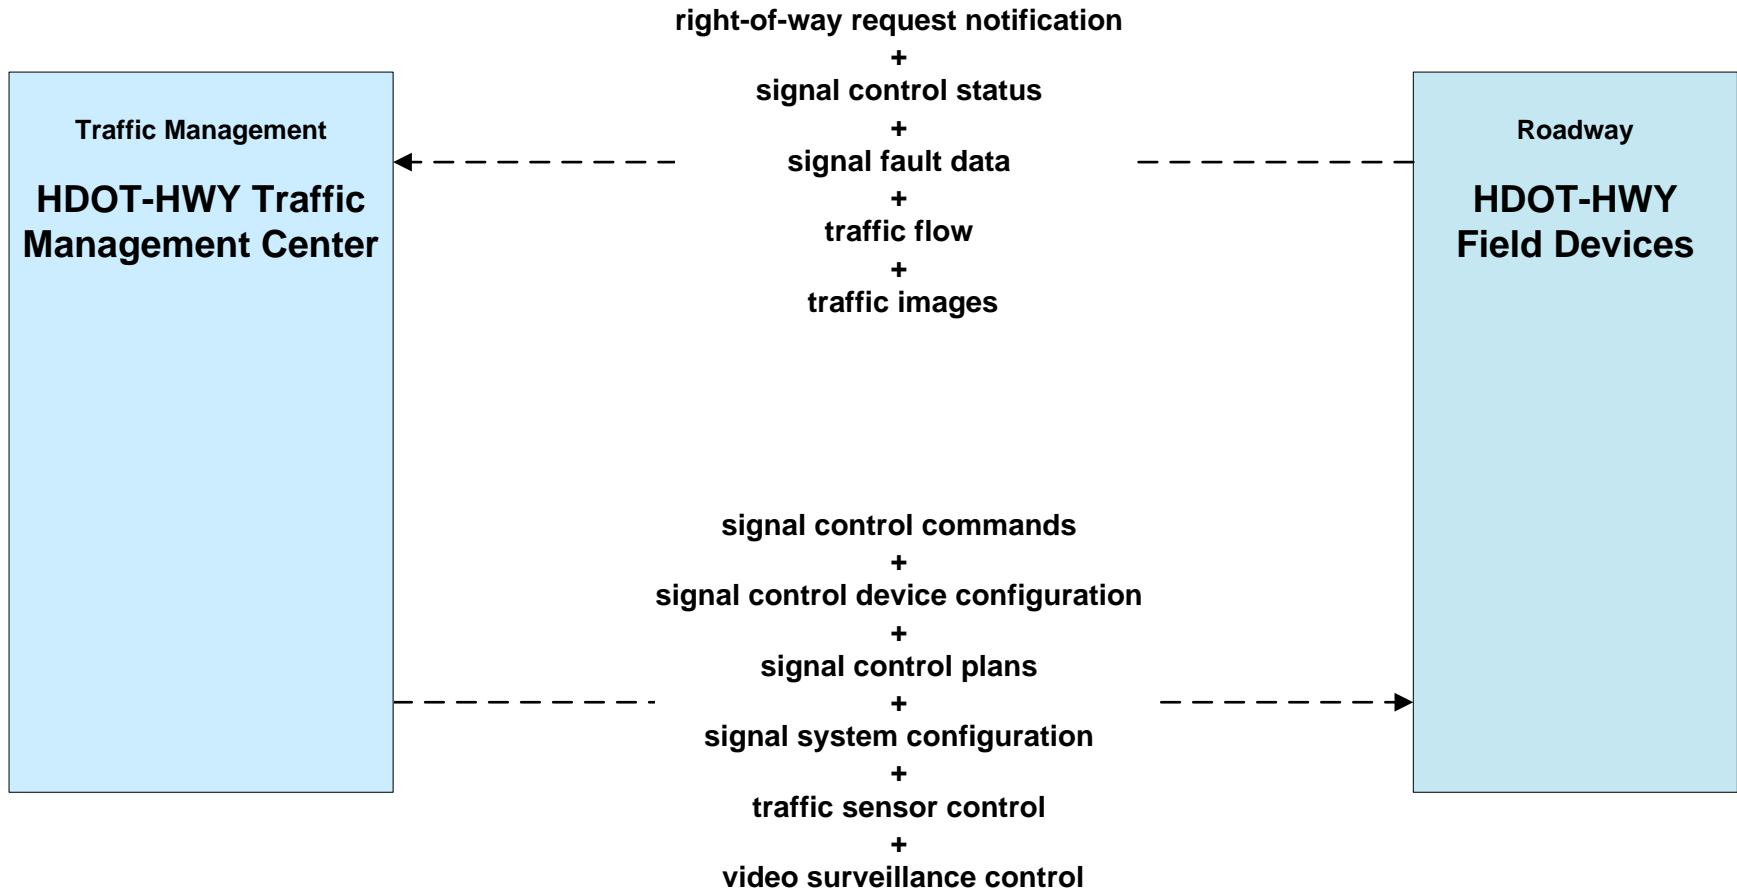 right-of-way request notification
+
signal control status
+
signal fault data
+
traffic flow
+
traffic images
Traffic Management
HDOT-HWY Traffic
Management Center
Roadway
HDOT-HWY
Field Devices
signal control commands
+
signal control device configuration
+
signal control plans
+
signal system configuration
+
traffic sensor control
+
video surveillance control